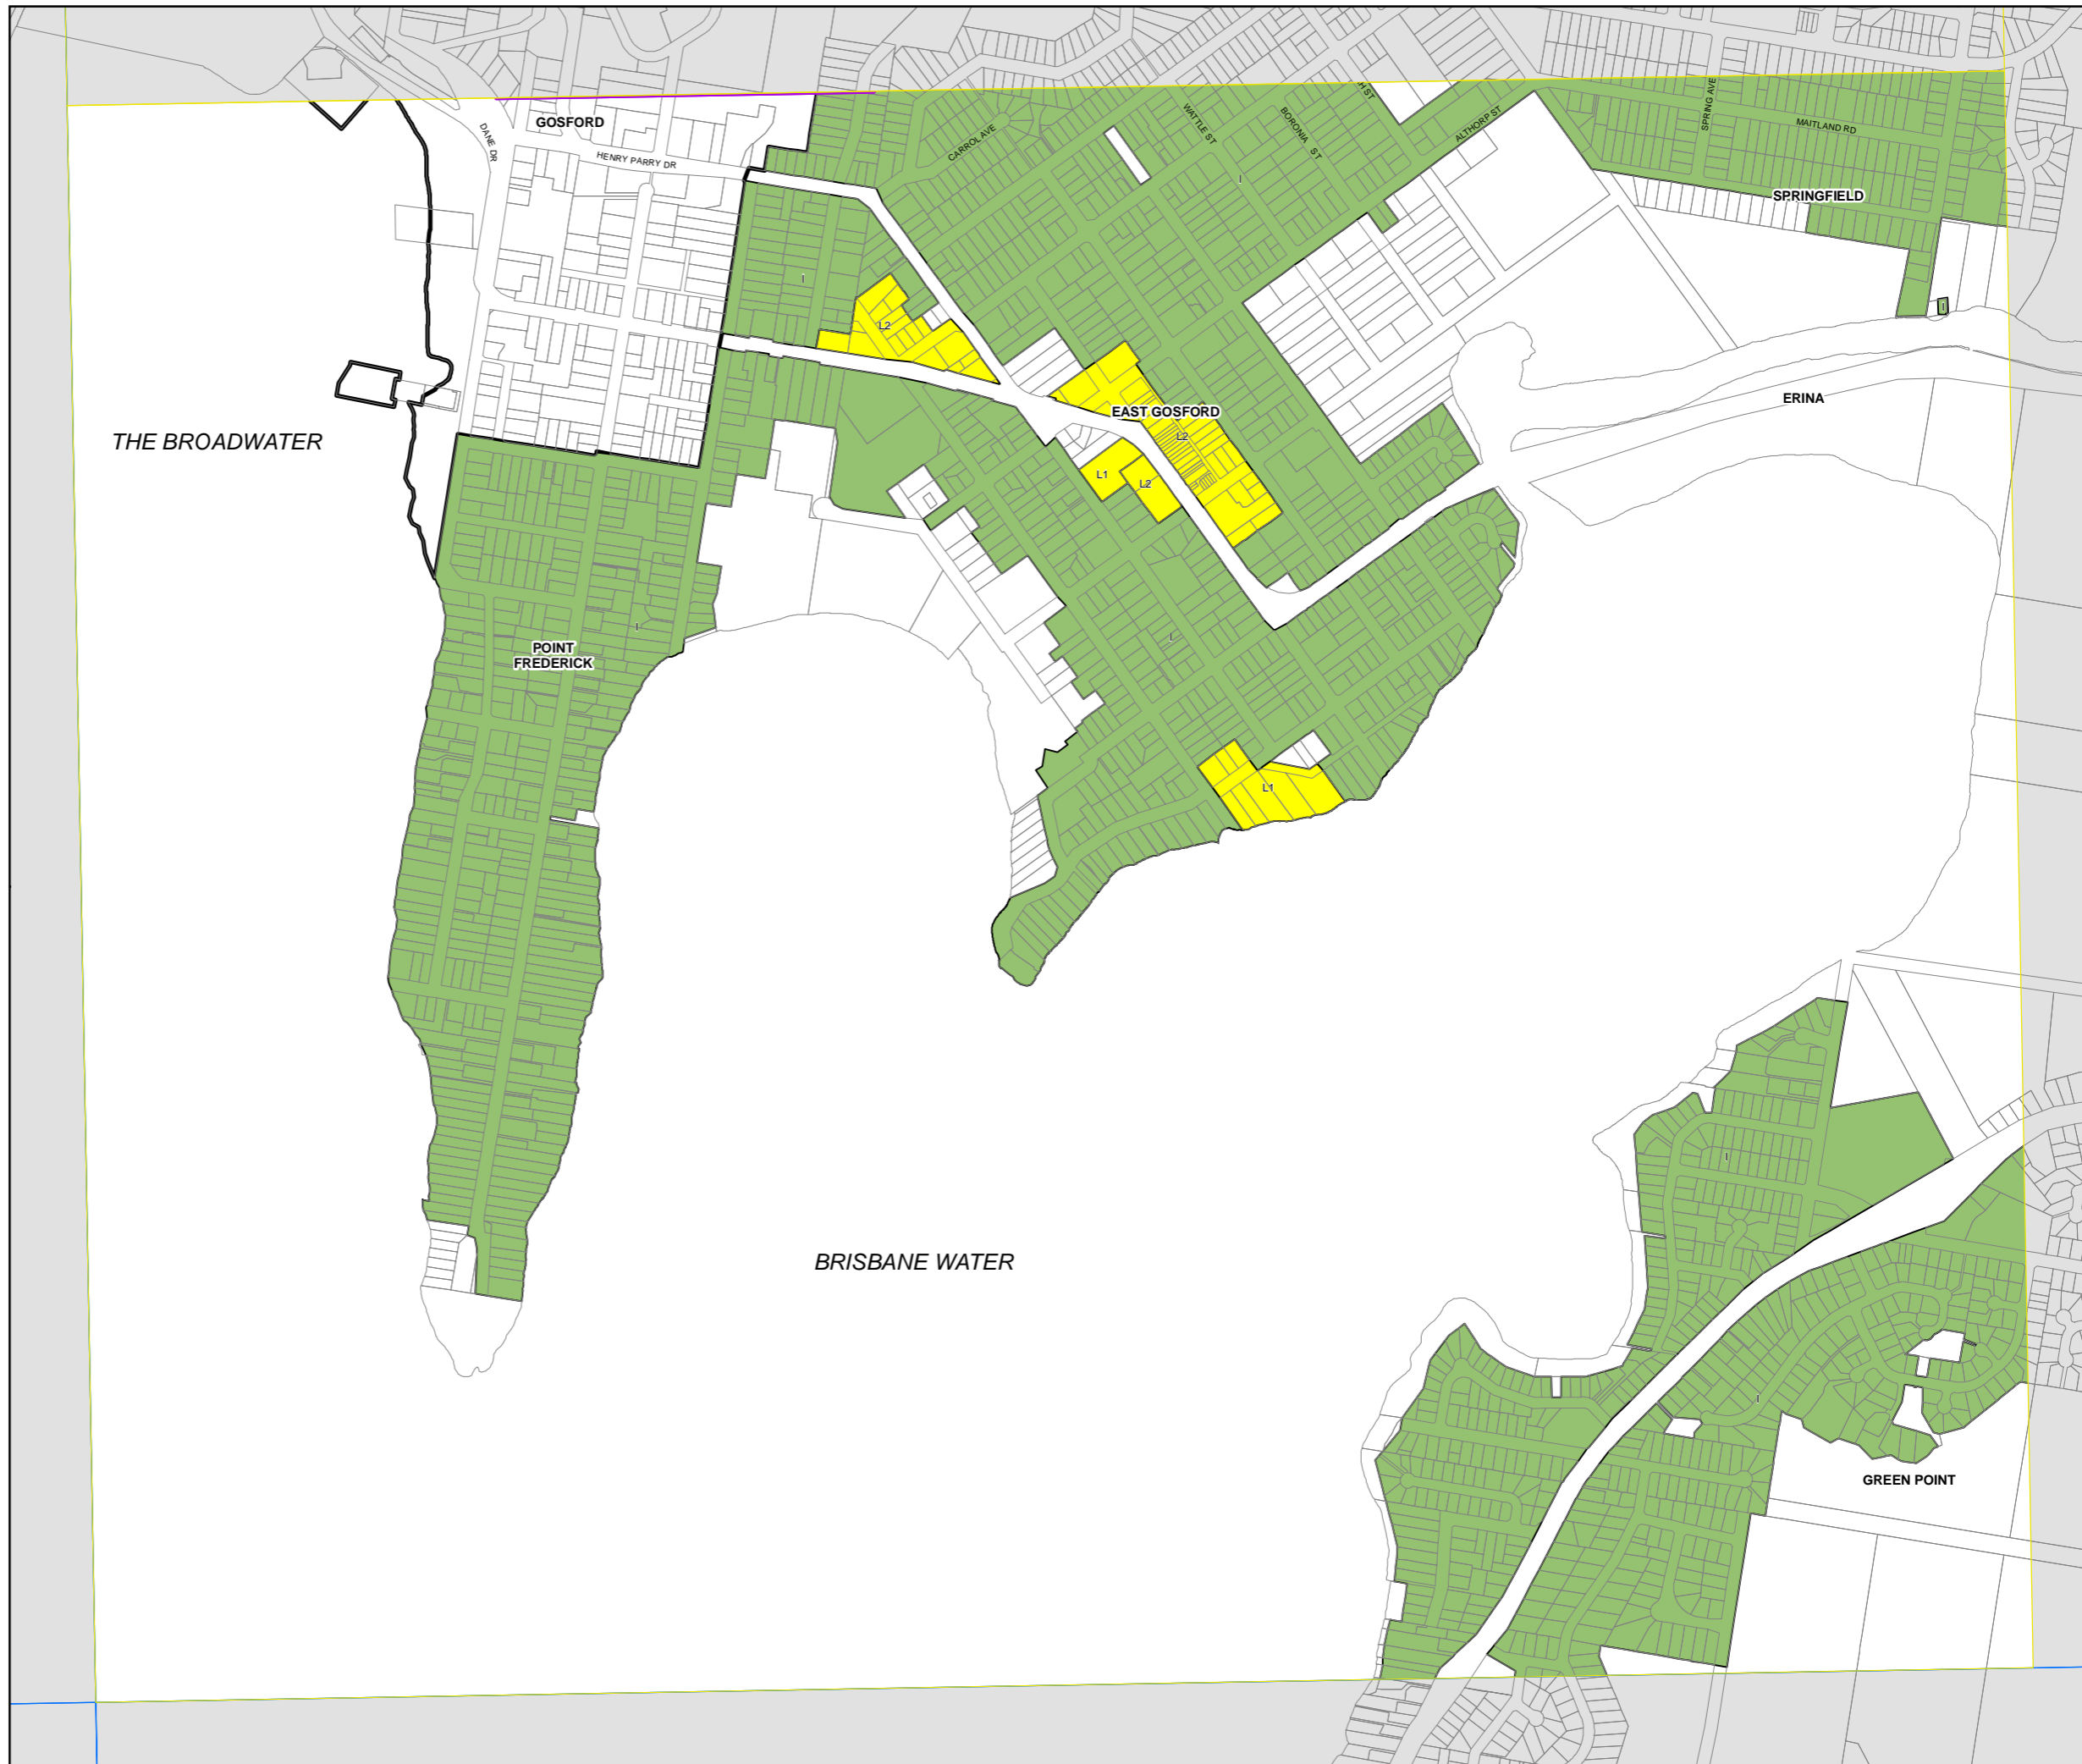 GOSFORD
DANE DR
HENRY PARRY DR
CARROL AVE
WATTLE ST
BORONIA ST
H ST
ALTHORP ST
SPRING AVE
MAITLAND RD
SPRINGFIELD
I
I
I
L2
EAST GOSFORD
L2
L1
L2
ERINA
THE BROADWATER
I
I
POINT
FREDERICK
L1
I
BRISBANE WATER
I
GREEN POINT